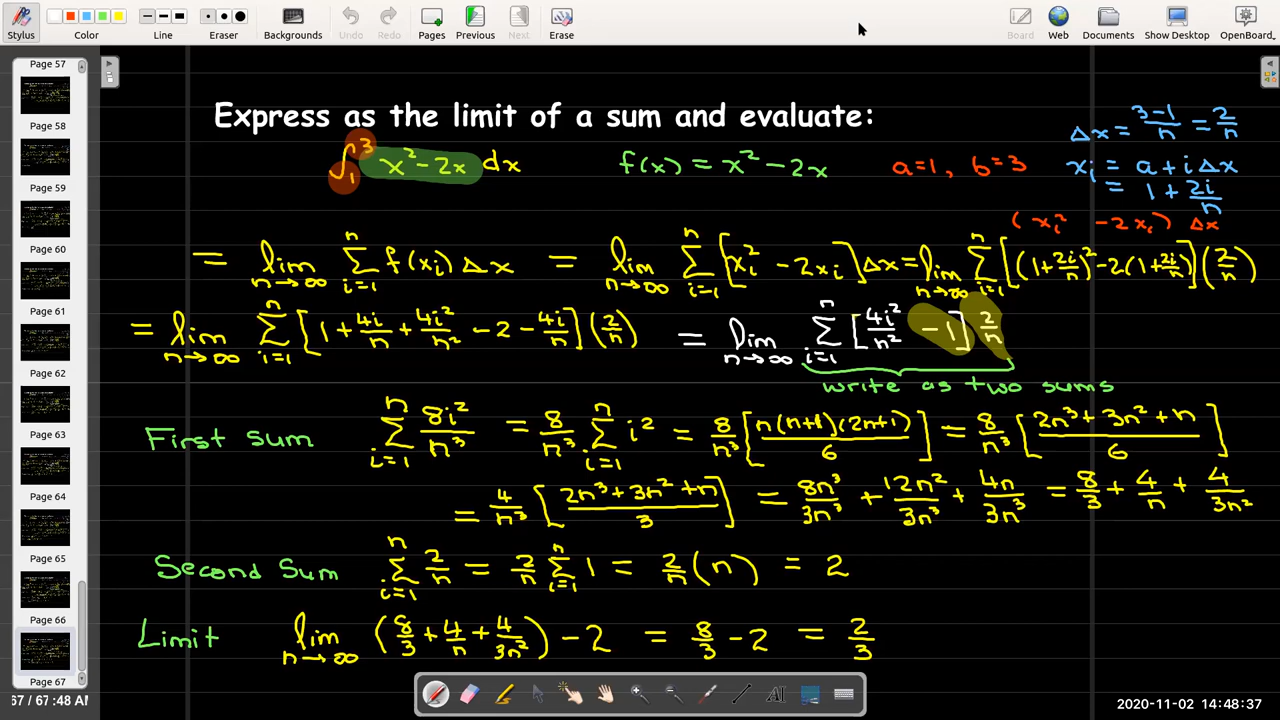 Stylus Color Line Eraser Backgrounds Undo Redo Pages Previous Next Erase Board Web Documents Show Desktop OpenBoard
Page 57
Page 58
Page 59
Page 60
Page 61
Page 62
Page 63
Page 64
Page 65
Page 66
Page 67
Express as the limit of a sum and evaluate:
∫₁³ x² - 2x dx f(x) = x² - 2x a=1, b=3
Δx = (3-1)/n = 2/n
xᵢ = a + i Δx
= 1 + 2i/n
(xᵢ² - 2xᵢ) Δx
= lim n→∞ Σ i=1 n f(xᵢ) Δx = lim n→∞ Σ i=1 n [xᵢ² - 2xᵢ] Δx = lim n→∞ Σ i=1 n [(1+2i/n)² - 2(1+2i/n)] (2/n)
= lim n→∞ Σ i=1 n [1 + 4i/n + 4i²/n² - 2 - 4i/n] (2/n) = lim n→∞ Σ i=1 n [4i²/n² - 1] 2/n
write as two sums
First sum Σ i=1 n 8i²/n³ = 8/n³ Σ i=1 n i² = 8/n³ [n(n+1)(2n+1)/6] = 8/n³ [(2n³+3n²+n)/6]
= 4/n³ [(2n³+3n²+n)/3] = 8n³/3n³ + 12n²/3n³ + 4n/3n³ = 8/3 + 4/n + 4/3n²
Second Sum Σ i=1 n 2/n = 2/n Σ i=1 n 1 = 2/n (n) = 2
Limit lim n→∞ (8/3 + 4/n + 4/3n²) - 2 = 8/3 - 2 = 2/3
67 / 67:48 AM
2020-11-02 14:48:37